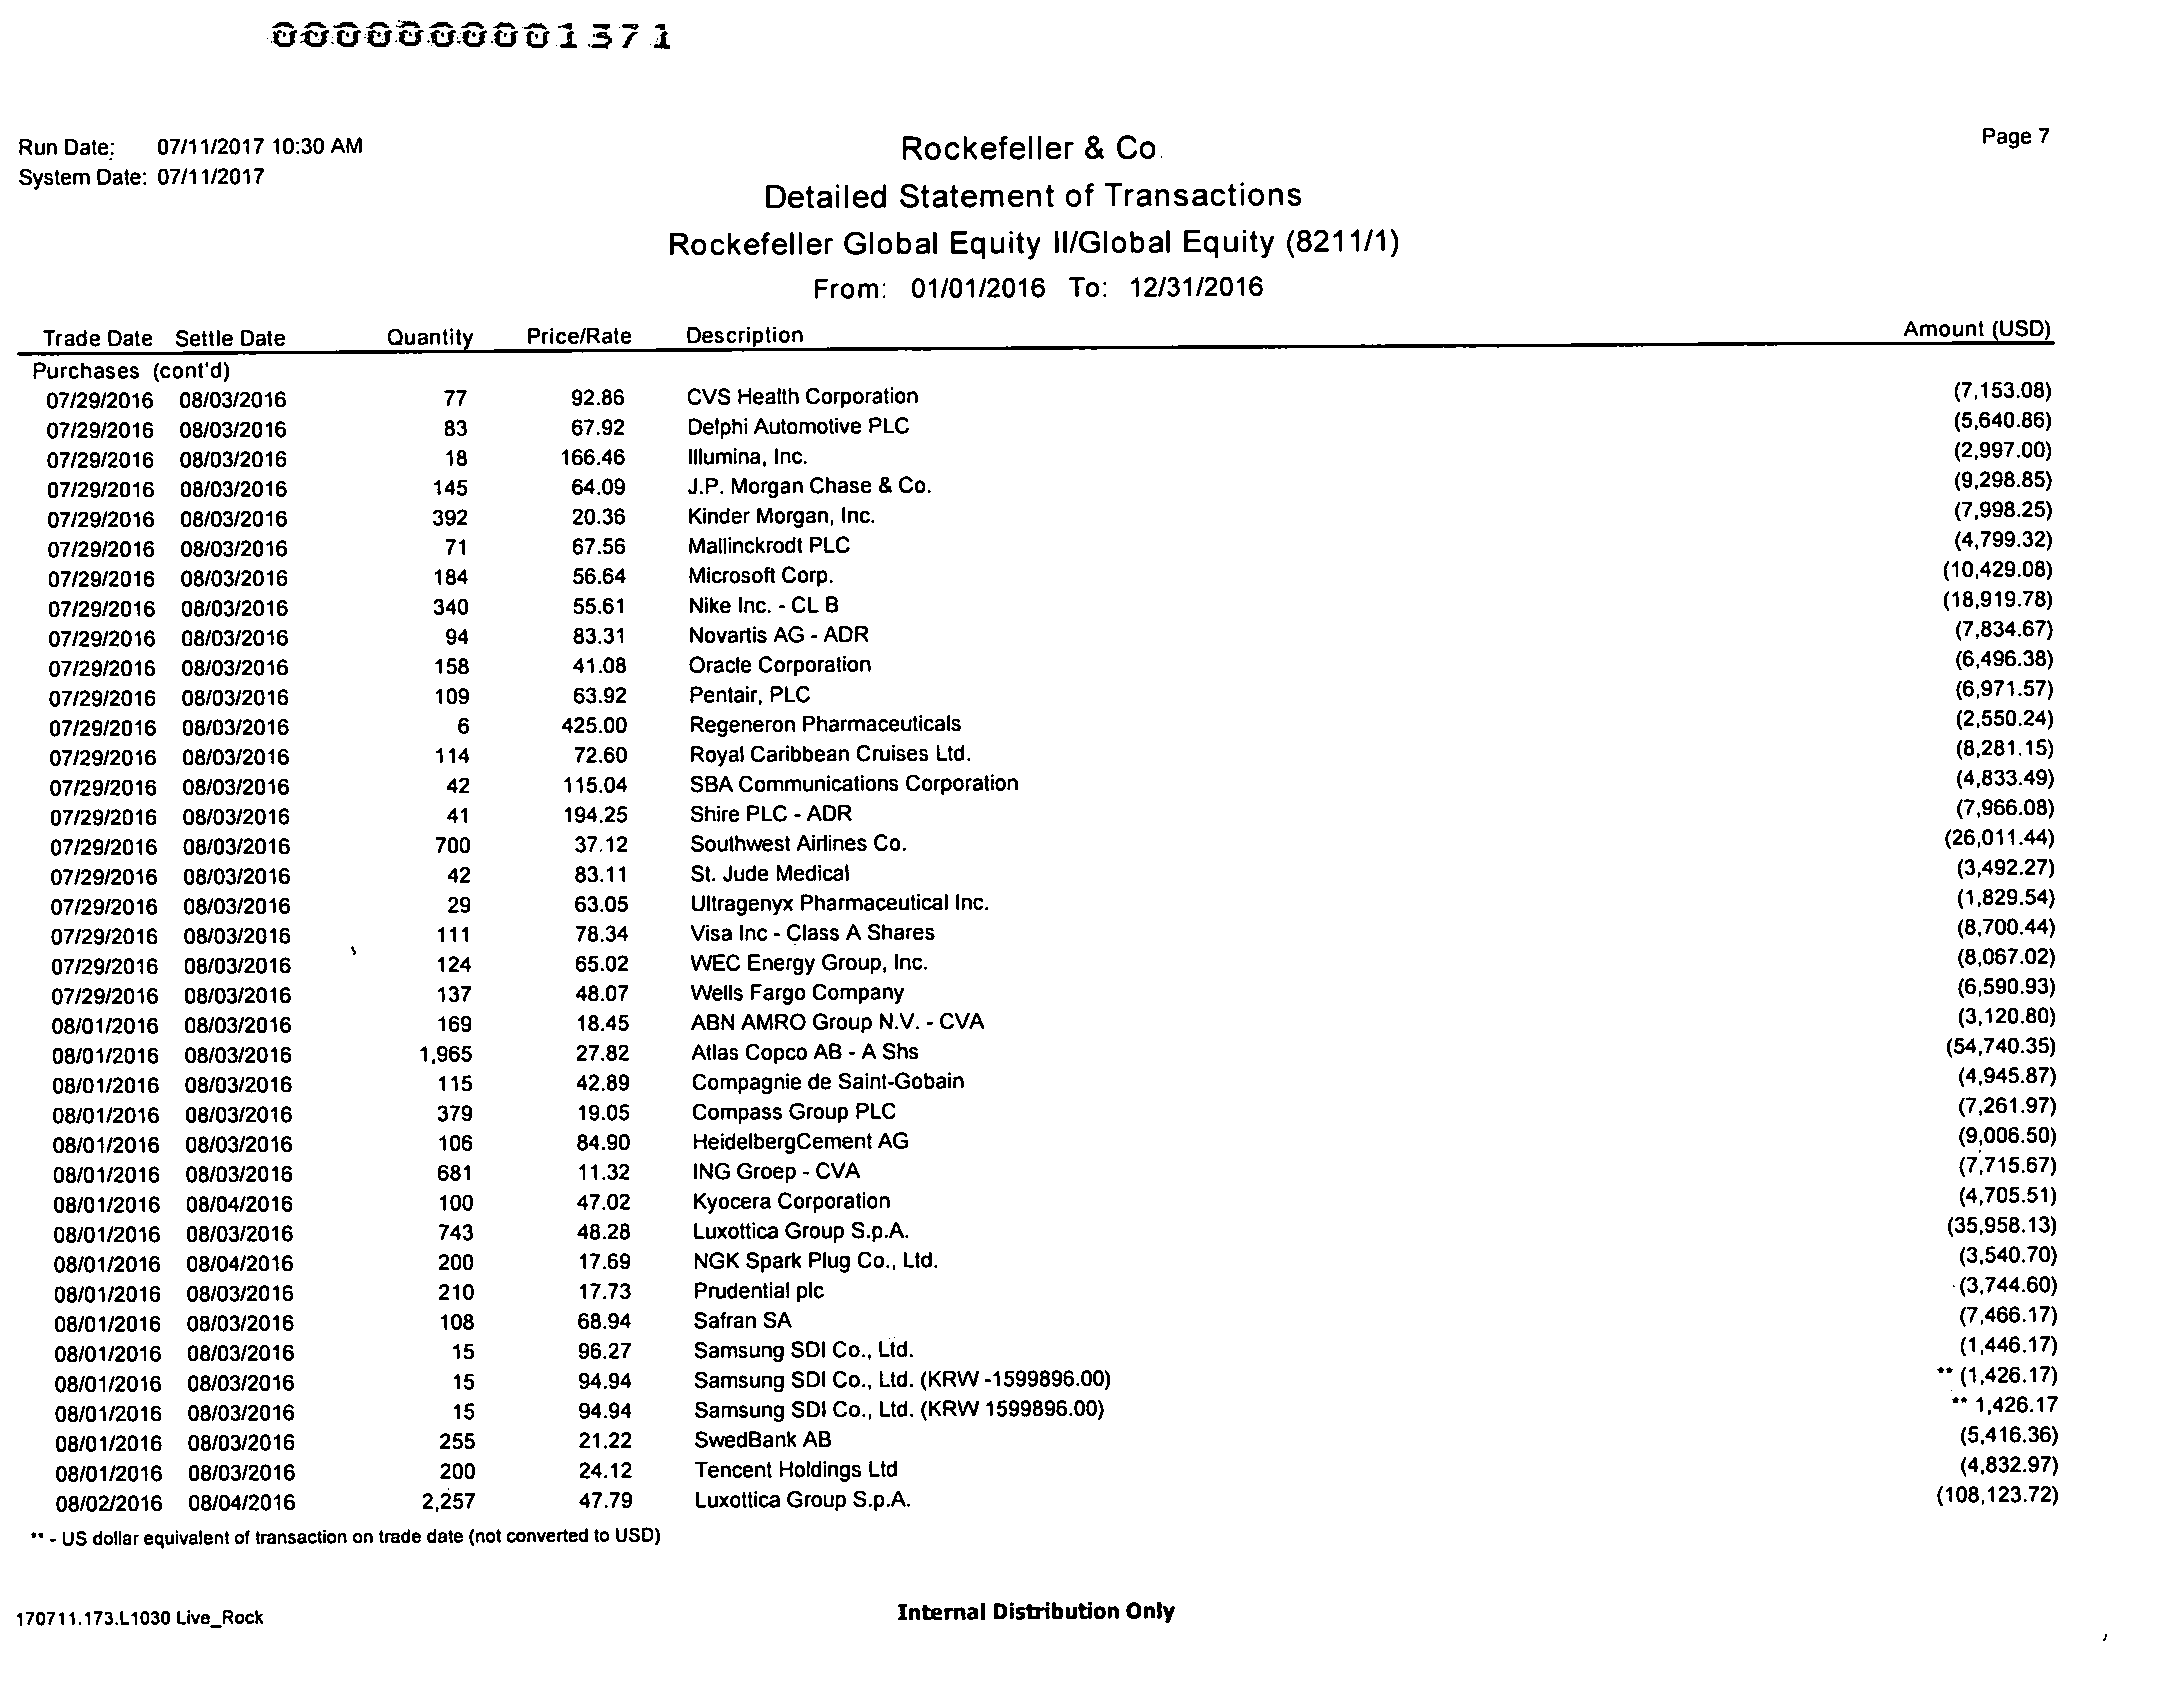 0000000001371
Run Date: 07/11/2017 10:30 AM
Rockefeller & Co.
Page 7
System Date: 07/11/2017
Detailed Statement of Transactions
Rockefeller Global Equity II/Global Equity (8211/1)
From: 01/01/2016 To: 12/31/2016
Trade Date Settle Date Quantity Price/Rate Description Amount (USD)
Purchases (cont'd)
07/29/2016 08/03/2016 77 92.86 CVS Health Corporation (7,153.08)
07/29/2016 08/03/2016 83 67.92 Delphi Automotive PLC (5,640.86)
07/29/2016 08/03/2016 18 166.46 Illumina, Inc. (2,997.00)
07/29/2016 08/03/2016 145 64.09 J.P. Morgan Chase & Co. (9,298.85)
07/29/2016 08/03/2016 392 20.36 Kinder Morgan, Inc. (7,998.25)
07/29/2016 08/03/2016 71 67.56 Mallinckrodt PLC (4,799.32)
07/29/2016 08/03/2016 184 56.64 Microsoft Corp. (10,429.08)
07/29/2016 08/03/2016 340 55.61 Nike Inc. - CL B (18,919.78)
07/29/2016 08/03/2016 94 83.31 Novartis AG - ADR (7,834.67)
07/29/2016 08/03/2016 158 41.08 Oracle Corporation (6,496.38)
07/29/2016 08/03/2016 109 63.92 Pentair, PLC (6,971.57)
07/29/2016 08/03/2016 6 425.00 Regeneron Pharmaceuticals (2,550.24)
07/29/2016 08/03/2016 114 72.60 Royal Caribbean Cruises Ltd. (8,281.15)
07/29/2016 08/03/2016 42 115.04 SBA Communications Corporation (4,833.49)
07/29/2016 08/03/2016 41 194.25 Shire PLC - ADR (7,966.08)
07/29/2016 08/03/2016 700 37.12 Southwest Airlines Co. (26,011.44)
07/29/2016 08/03/2016 42 83.11 St. Jude Medical (3,492.27)
07/29/2016 08/03/2016 29 63.05 Ultragenyx Pharmaceutical Inc. (1,829.54)
07/29/2016 08/03/2016 111 78.34 Visa Inc - Class A Shares (8,700.44)
07/29/2016 08/03/2016 124 65.02 WEC Energy Group, Inc. (8,067.02)
07/29/2016 08/03/2016 137 48.07 Wells Fargo Company (6,590.93)
08/01/2016 08/03/2016 169 18.45 ABN AMRO Group N.V. - CVA (3,120.80)
08/01/2016 08/03/2016 1,965 27.82 Atlas Copco AB - A Shs (54,740.35)
08/01/2016 08/03/2016 115 42.89 Compagnie de Saint-Gobain (4,945.87)
08/01/2016 08/03/2016 379 19.05 Compass Group PLC (7,261.97)
08/01/2016 08/03/2016 106 84.90 HeidelbergCement AG (9,006.50)
08/01/2016 08/03/2016 681 11.32 ING Groep - CVA (7,715.67)
08/01/2016 08/04/2016 100 47.02 Kyocera Corporation (4,705.51)
08/01/2016 08/03/2016 743 48.28 Luxottica Group S.p.A. (35,958.13)
08/01/2016 08/04/2016 200 17.69 NGK Spark Plug Co., Ltd. (3,540.70)
08/01/2016 08/03/2016 210 17.73 Prudential plc (3,744.60)
08/01/2016 08/03/2016 108 68.94 Safran SA (7,466.17)
08/01/2016 08/03/2016 15 96.27 Samsung SDI Co., Ltd. (1,446.17)
08/01/2016 08/03/2016 15 94.94 Samsung SDI Co., Ltd. (KRW -1599896.00) ** (1,426.17)
08/01/2016 08/03/2016 15 94.94 Samsung SDI Co., Ltd. (KRW 1599896.00) ** 1,426.17
08/01/2016 08/03/2016 255 21.22 SwedBank AB (5,416.36)
08/01/2016 08/03/2016 200 24.12 Tencent Holdings Ltd (4,832.97)
08/02/2016 08/04/2016 2,257 47.79 Luxottica Group S.p.A. (108,123.72)
** - US dollar equivalent of transaction on trade date (not converted to USD)
170711.173.L1030 Live_Rock
Internal Distribution Only